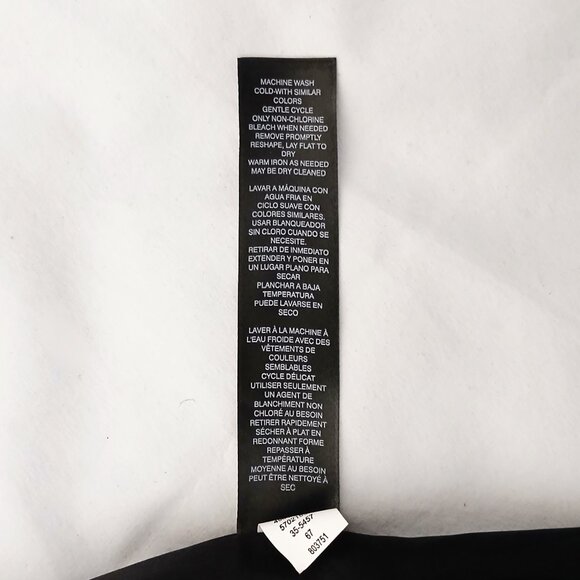 MACHINE WASH
COLD-WITH SIMILAR
COLORS
GENTLE CYCLE
ONLY NON-CHLORINE
BLEACH WHEN NEEDED
REMOVE PROMPTLY
RESHAPE, LAY FLAT TO
DRY
WARM IRON AS NEEDED
MAY BE DRY CLEANED
LAVAR A MÁQUINA CON
AGUA FRIA EN
CICLO SUAVE CON
COLORES SIMILARES.
USAR BLANQUEADOR
SIN CLORO CUANDO SE
NECESITE.
RETIRAR DE INMEDIATO
EXTENDER Y PONER EN
UN LUGAR PLANO PARA
SECAR
PLANCHAR A BAJA
TEMPERATURA
PUEDE LAVARSE EN
SECO
LAVER À LA MACHINE À
L'EAU FROIDE AVEC DES
VÊTEMENTS DE
COULEURS
SEMBLABLES
CYCLE DÉLICAT
UTILISER SEULEMENT
UN AGENT DE
BLANCHIMENT NON
CHLORÉ AU BESOIN
RETIRER RAPIDEMENT
SÉCHER À PLAT EN
REDONNANT FORME
REPASSER À
TEMPÉRATURE
MOYENNE AU BESOIN
PEUT ÊTRE NETTOYÉ À
SEC
35-5457
67
803751